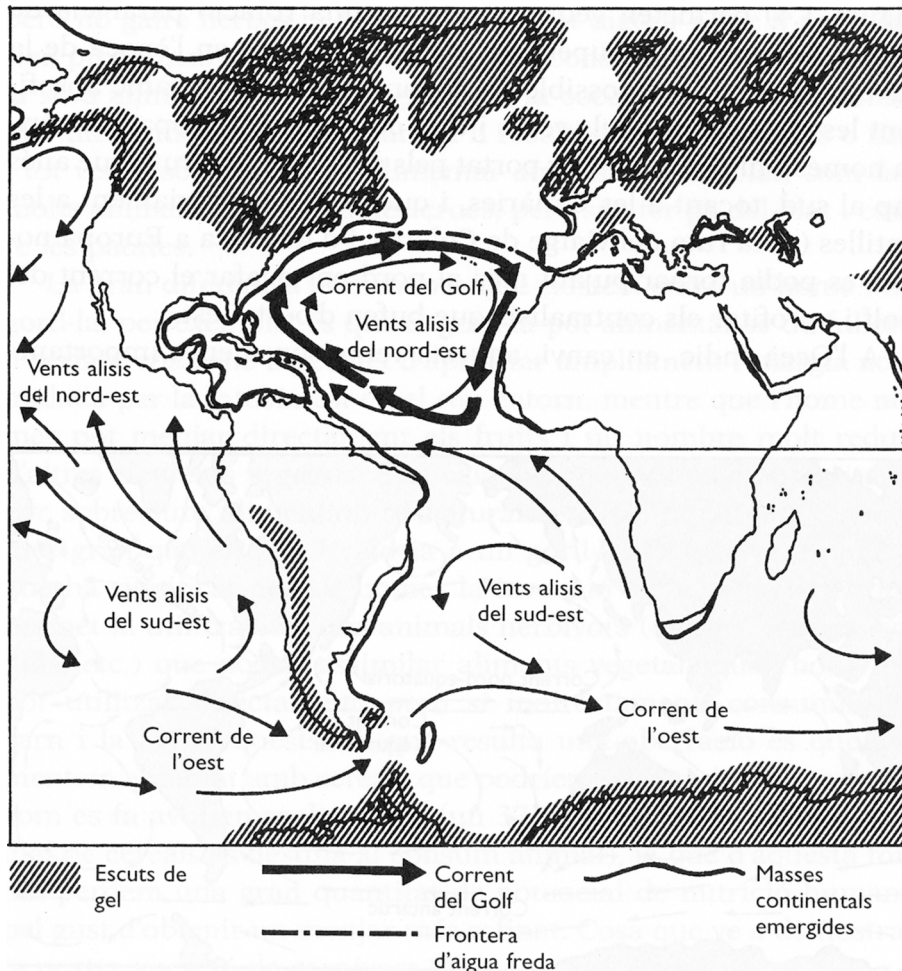 Corrent del Golf
Vents alisis
del nord-est
Vents alisis
del nord-est
Vents alisis
del sud-est
Vents alisis
del sud-est
Corrent de
l'oest
Corrent de
l'oest
Escuts de
gel
Corrent
del Golf
Frontera
d'aigua freda
Masses
continentals
emergides